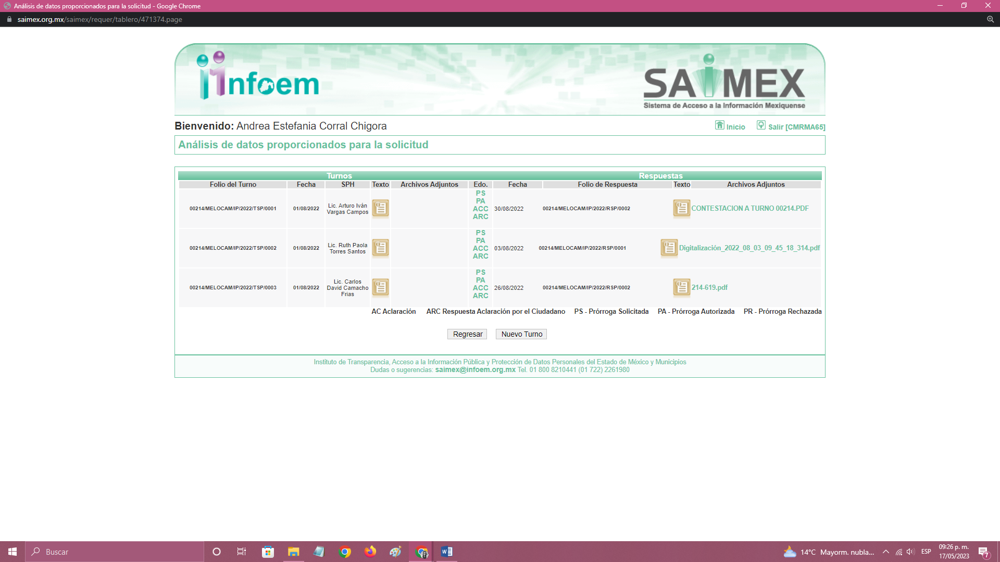 Análisis de datos proporcionados para la solicitud - Google Chrome
saimex.org.mx/saimex/requer/tablero/471374.page
infoem
SAIMEX
Sistema de Acceso a la Información Mexiquense
Bienvenido: Andrea Estefania Corral Chigora
Inicio Salir [CMRMA65]
Análisis de datos proporcionados para la solicitud
Turnos Respuestas
Folio del Turno Fecha SPH Texto Archivos Adjuntos Edo. Fecha Folio de Respuesta Texto Archivos Adjuntos
00214/MELOCAM/IP/2022/TSP/0001 01/08/2022 Lic. Arturo Iván Vargas Campos PS PA ACC ARC 30/08/2022 00214/MELOCAM/IP/2022/RSP/0002 CONTESTACION A TURNO 00214.PDF
00214/MELOCAM/IP/2022/TSP/0002 01/08/2022 Lic. Ruth Paola Torres Santos PS PA ACC ARC 03/08/2022 00214/MELOCAM/IP/2022/RSP/0001 Digitalización_2022_08_03_09_45_18_314.pdf
00214/MELOCAM/IP/2022/TSP/0003 01/08/2022 Lic. Carlos David Camacho Frias PS PA ACC ARC 26/08/2022 00214/MELOCAM/IP/2022/RSP/0002 214-619.pdf
AC Aclaración ARC Respuesta Aclaración por el Ciudadano PS - Prórroga Solicitada PA - Prórroga Autorizada PR - Prórroga Rechazada
Regresar Nuevo Turno
Instituto de Transparencia, Acceso a la Información Pública y Protección de Datos Personales del Estado de México y Municipios
Dudas o sugerencias: saimex@infoem.org.mx Tel. 01 800 8210441 (01 722) 2261980
Buscar
14°C Mayorm. nubla... ESP 09:26 p. m.
17/05/2023
7